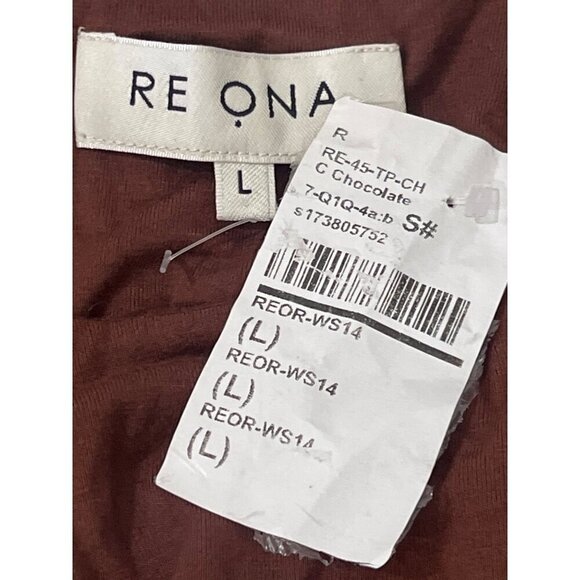 RE ONA
L
R
RE-45-TP-CH
C Chocolate
7-Q1Q-4a:b S#
s173805752
REOR-WS14
(L)
REOR-WS14
(L)
REOR-WS14
(L)